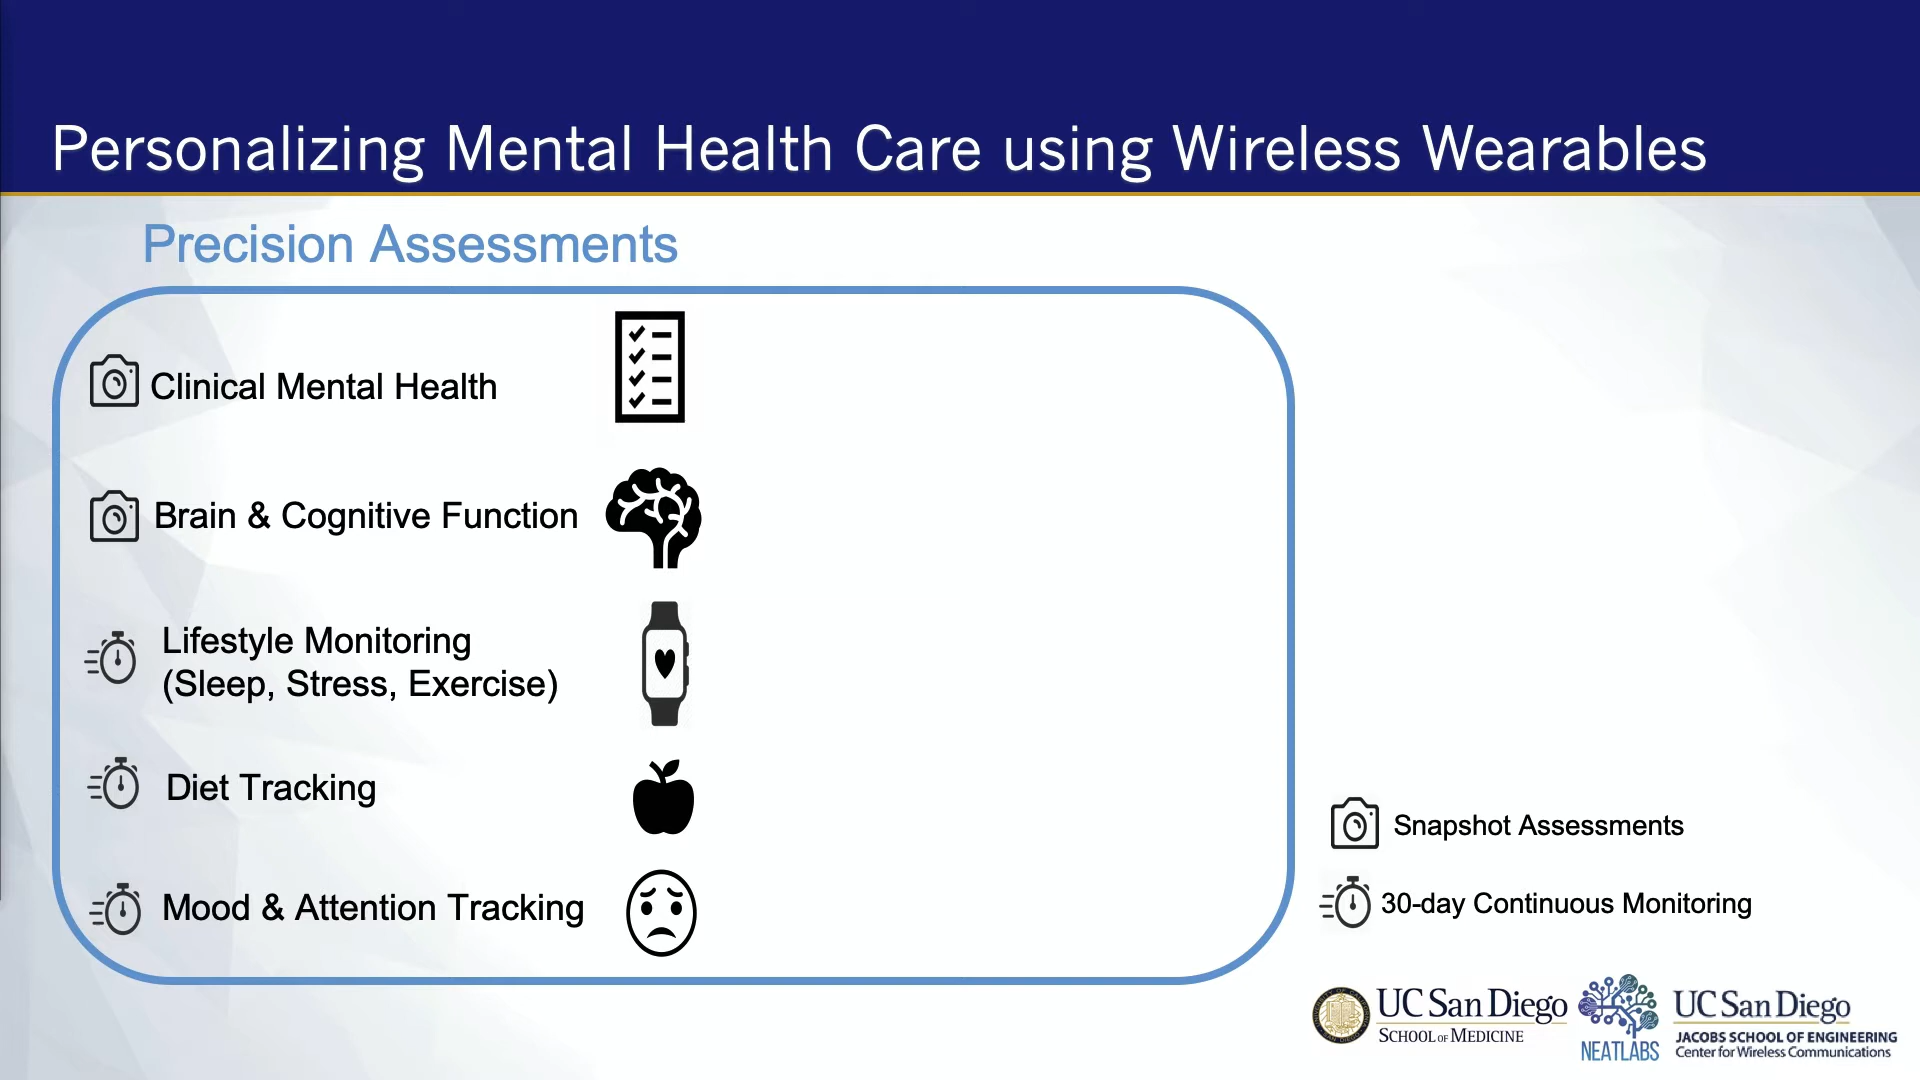 Personalizing Mental Health Care using Wireless Wearables
Precision Assessments
Clinical Mental Health
Brain & Cognitive Function
Lifestyle Monitoring
(Sleep, Stress, Exercise)
Diet Tracking
Mood & Attention Tracking
Snapshot Assessments
30-day Continuous Monitoring
UC San Diego
SCHOOL OF MEDICINE
NEATLABS
UC San Diego
JACOBS SCHOOL OF ENGINEERING
Center for Wireless Communications